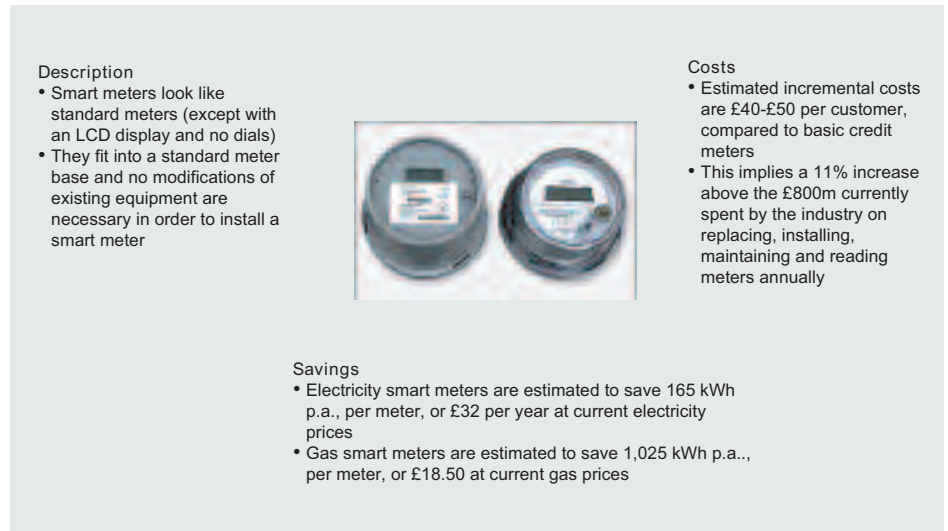 Description
• Smart meters look like
standard meters (except with
an LCD display and no dials)
• They fit into a standard meter
base and no modifications of
existing equipment are
necessary in order to install a
smart meter
Costs
• Estimated incremental costs
are £40-£50 per customer,
compared to basic credit
meters
• This implies a 11% increase
above the £800m currently
spent by the industry on
replacing, installing,
maintaining and reading
meters annually
Savings
• Electricity smart meters are estimated to save 165 kWh
p.a., per meter, or £32 per year at current electricity
prices
• Gas smart meters are estimated to save 1,025 kWh p.a..,
per meter, or £18.50 at current gas prices